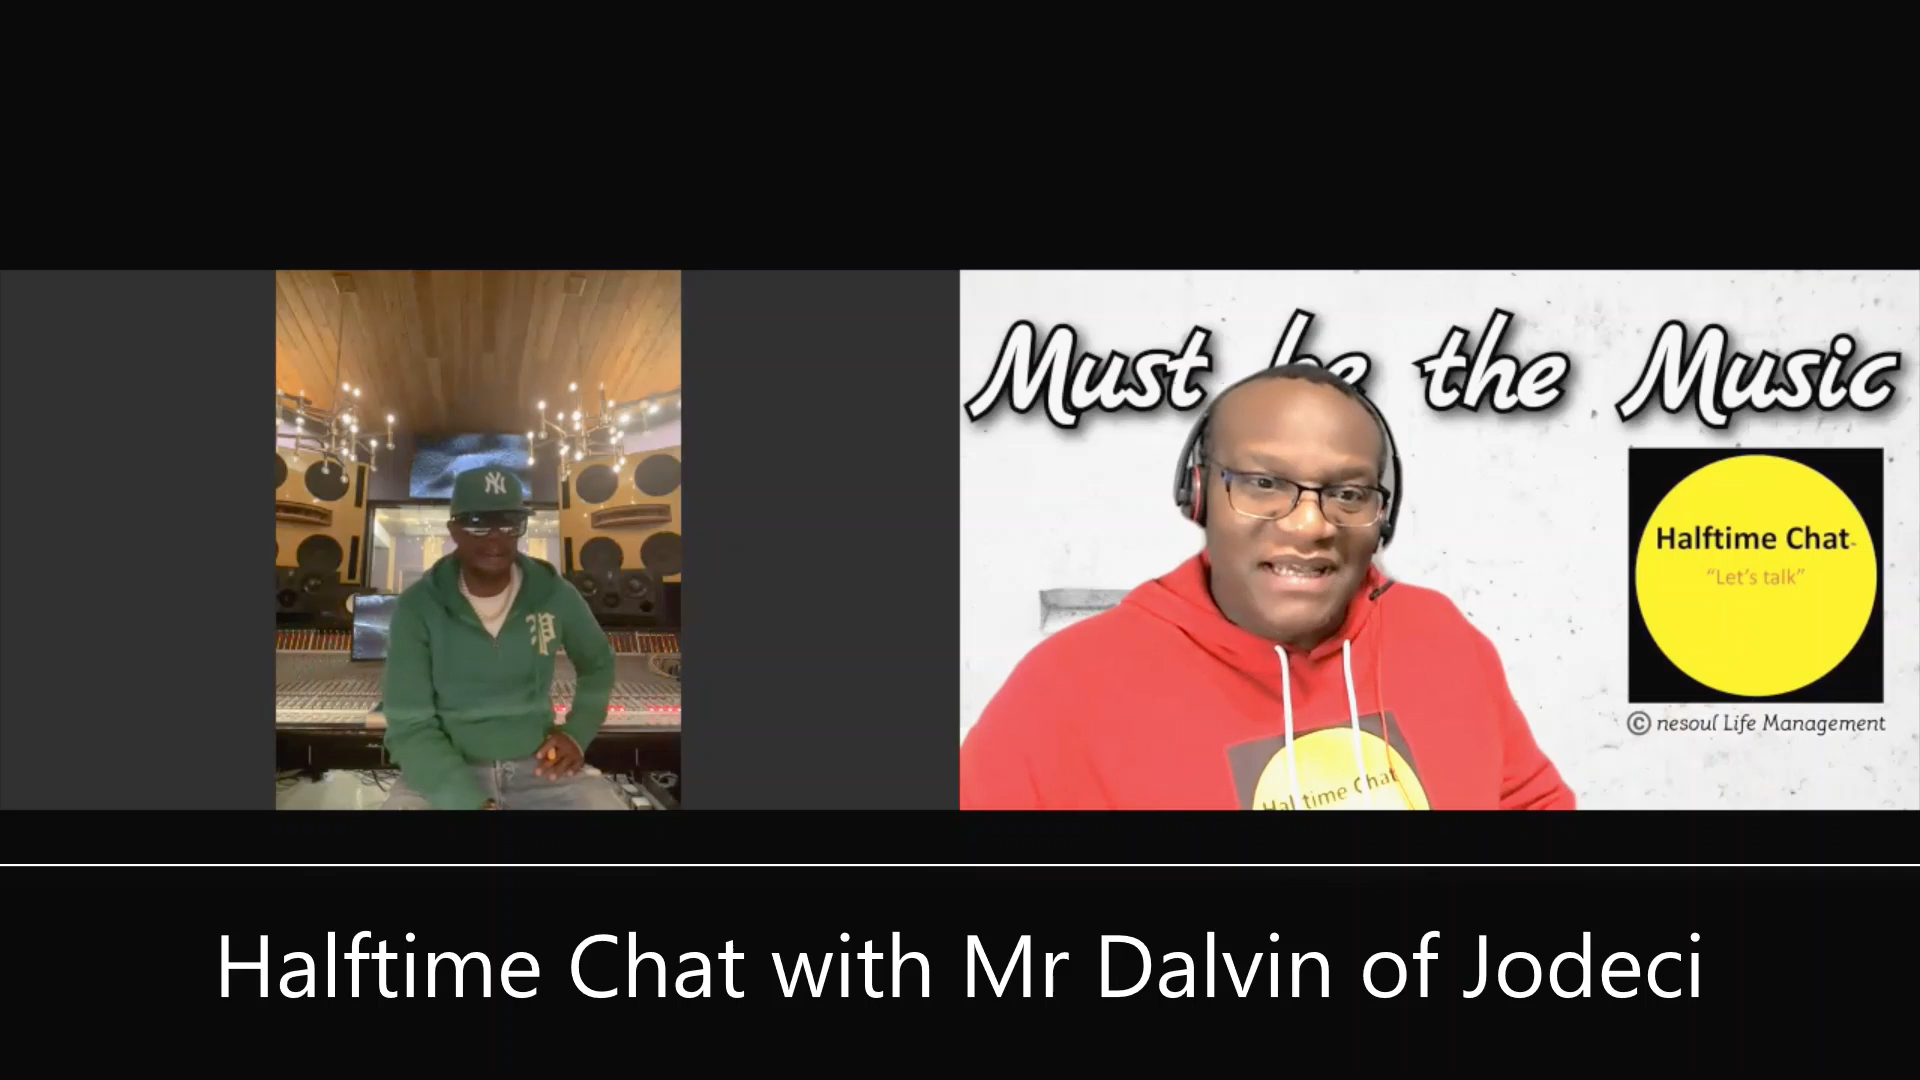 Must be the Music
NY
Halftime Chat
"Let's talk"
© nesoul Life Management
Halftime Chat
Halftime Chat with Mr Dalvin of Jodeci